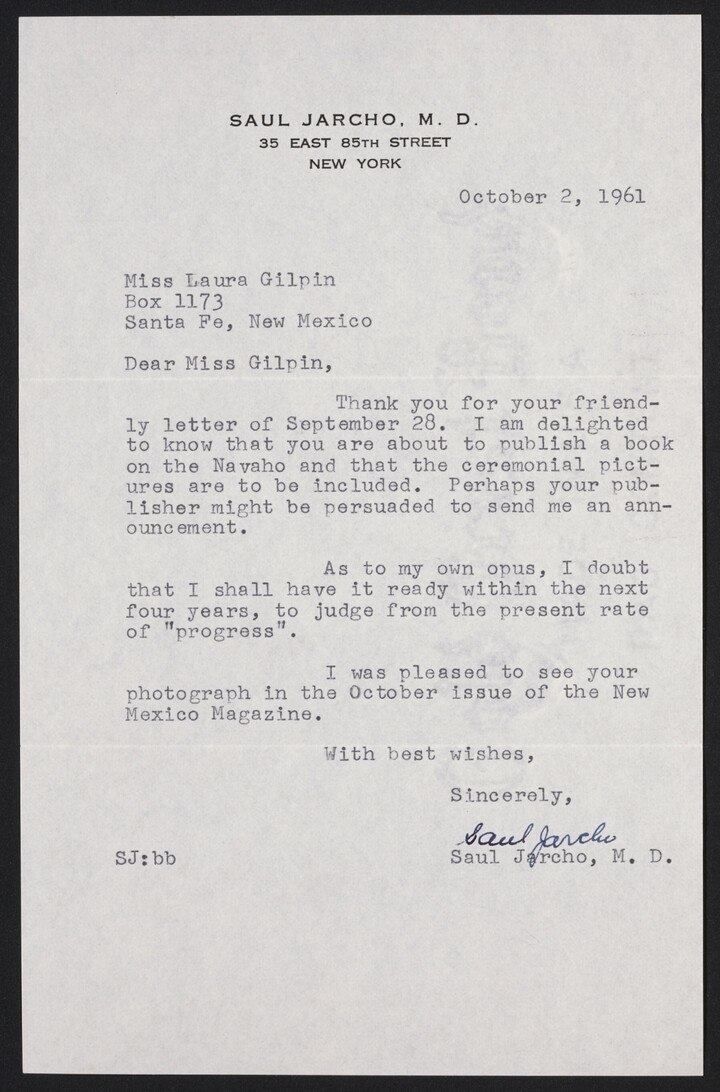 SAUL JARCHO, M. D.
35 EAST 85TH STREET
NEW YORK
October 2, 1961
Miss Laura Gilpin
Box 1173
Santa Fe, New Mexico
Dear Miss Gilpin,
Thank you for your friend-
ly letter of September 28. I am delighted
to know that you are about to publish a book
on the Navaho and that the ceremonial pict-
ures are to be included. Perhaps your pub-
lisher might be persuaded to send me an ann-
ouncement.
As to my own opus, I doubt
that I shall have it ready within the next
four years, to judge from the present rate
of "progress".
I was pleased to see your
photograph in the October issue of the New
Mexico Magazine.
With best wishes,
Sincerely,
Saul Jarcho
SJ:bb Saul Jarcho, M. D.